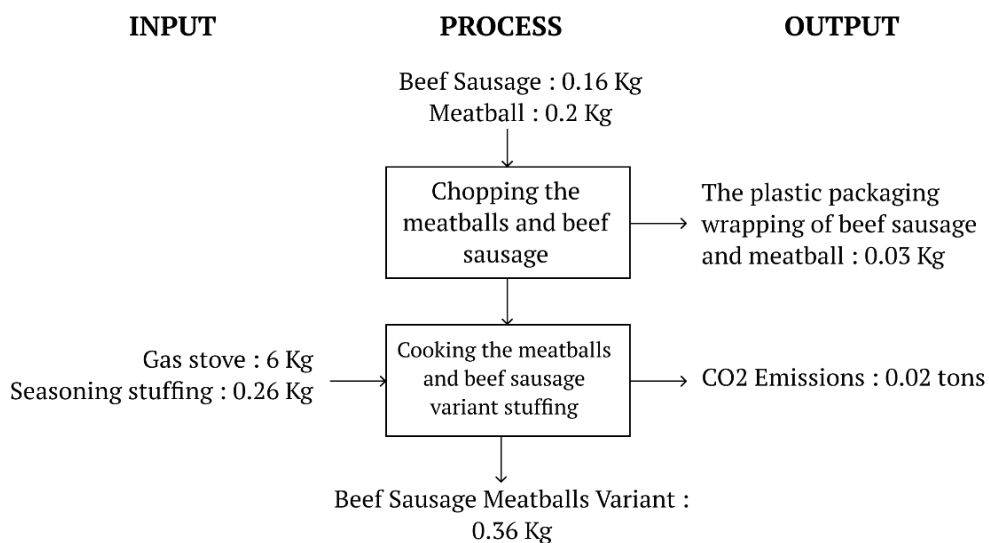 INPUT
PROCESS
OUTPUT
Beef Sausage : 0.16 Kg
Meatball : 0.2 Kg
Chopping the
meatballs and beef
sausage
The plastic packaging
wrapping of beef sausage
and meatball : 0.03 Kg
Gas stove : 6 Kg
Seasoning stuffing : 0.26 Kg
Cooking the meatballs
and beef sausage
variant stuffing
CO2 Emissions : 0.02 tons
Beef Sausage Meatballs Variant :
0.36 Kg